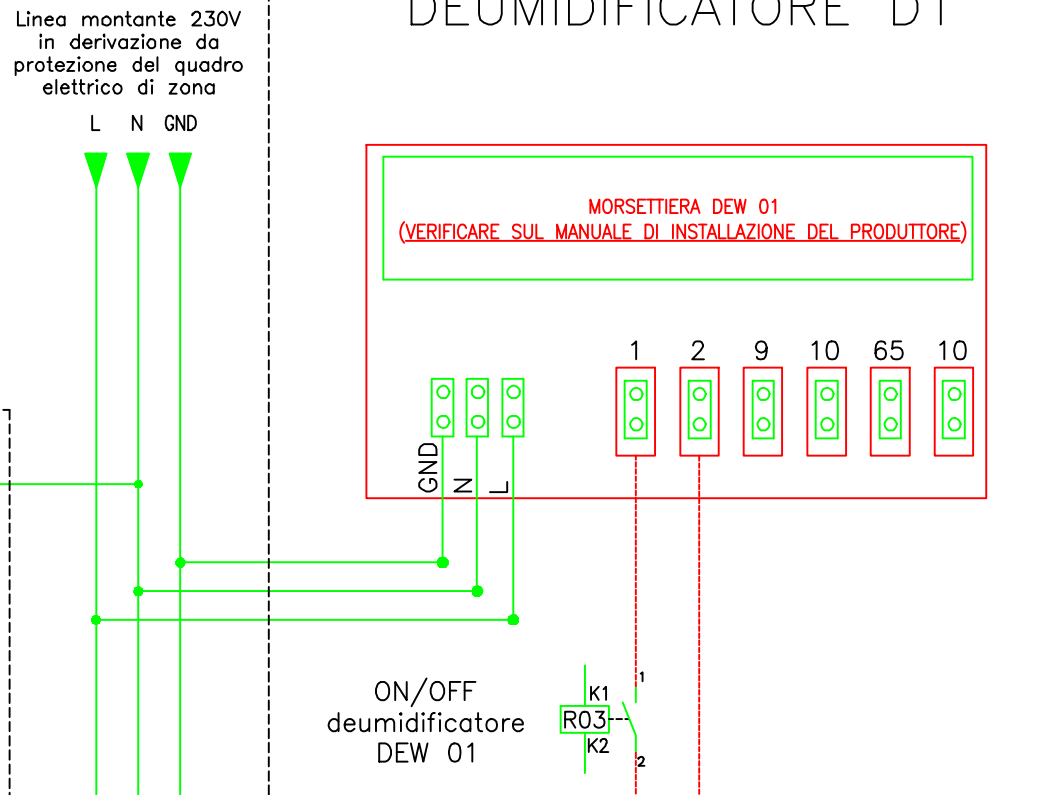 DEUMIDIFICATORE D1
Linea montante 230V
in derivazione da
protezione del quadro
elettrico di zona
L N GND
MORSETTIERA DEW 01
(VERIFICARE SUL MANUALE DI INSTALLAZIONE DEL PRODUTTORE)
1 2 9 10 65 10
GND N L
ON/OFF
deumidificatore
DEW 01
K1
R03
K2
1
2